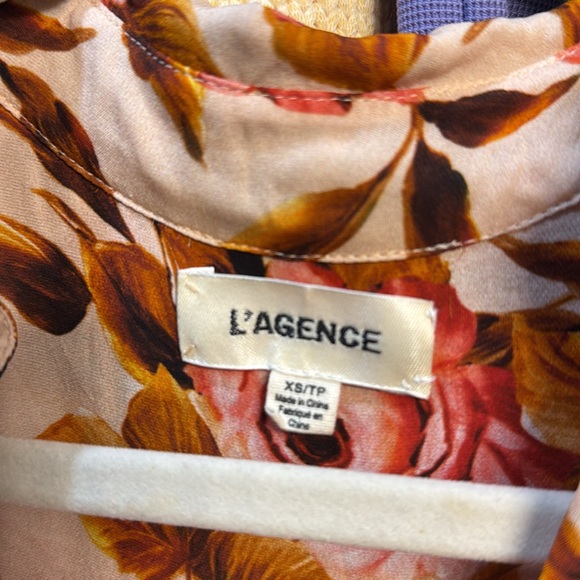 L'AGENCE
XS/TP
Made in China
Fabriqué en
Chine